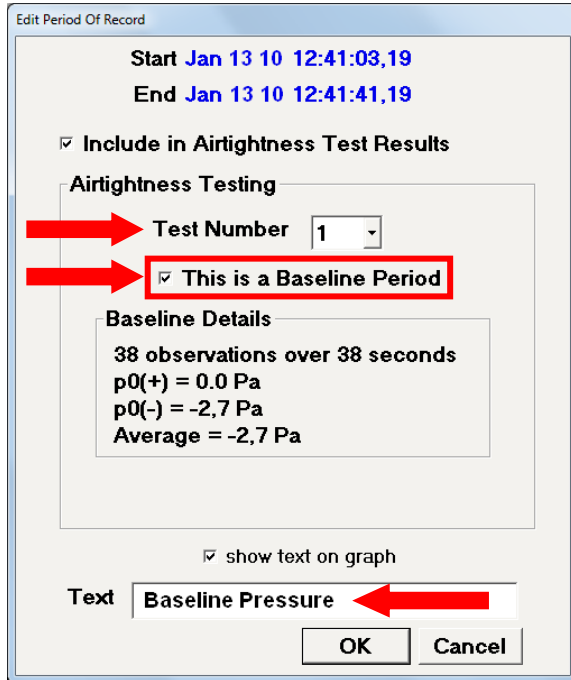 Edit Period Of Record
Start Jan 13 10 12:41:03,19
End Jan 13 10 12:41:41,19
Include in Airtightness Test Results
Airtightness Testing
Test Number 1
This is a Baseline Period
Baseline Details
38 observations over 38 seconds
p0(+) = 0.0 Pa
p0(-) = -2,7 Pa
Average = -2,7 Pa
show text on graph
Text Baseline Pressure
OK Cancel